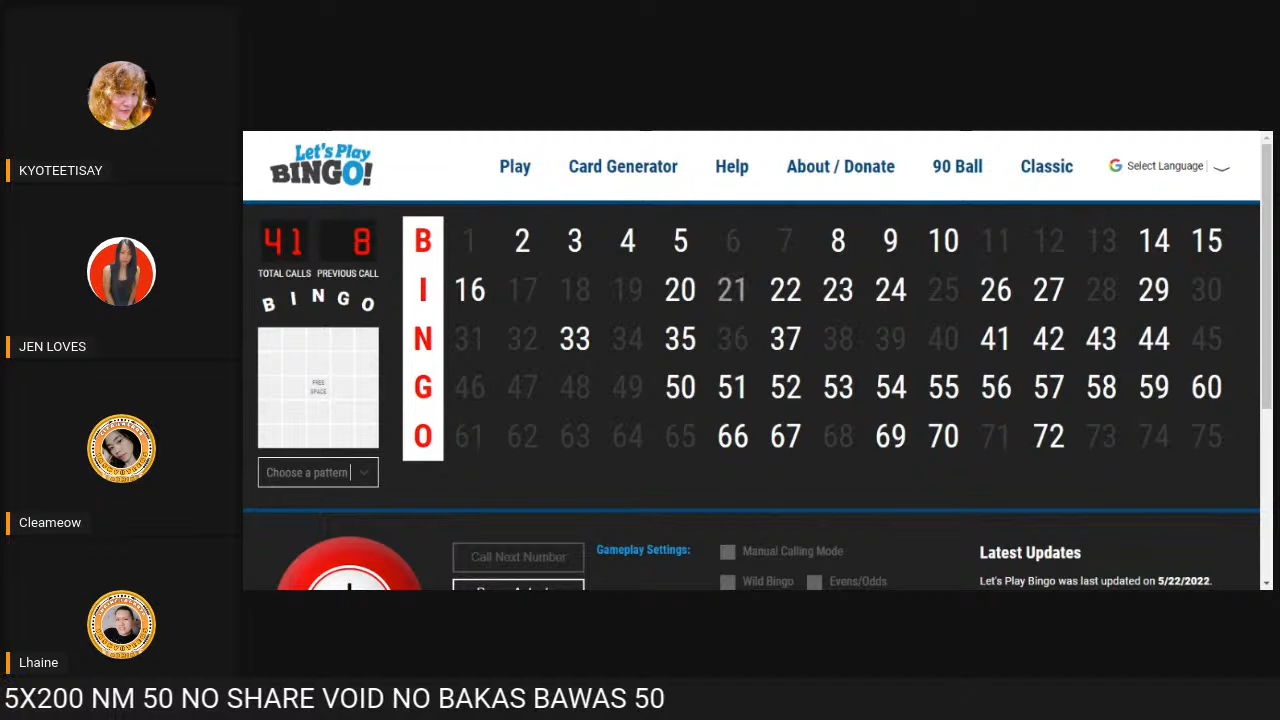 KYOTEETISAY
JEN LOVES
Cleameow
Lhaine
Let's Play
BINGO!
Play Card Generator Help About / Donate 90 Ball Classic Select Language
41 8
TOTAL CALLS PREVIOUS CALL
B I N G O
FREE
SPACE
Choose a pattern
B 1 2 3 4 5 6 7 8 9 10 11 12 13 14 15
I 16 17 18 19 20 21 22 23 24 25 26 27 28 29 30
N 31 32 33 34 35 36 37 38 39 40 41 42 43 44 45
G 46 47 48 49 50 51 52 53 54 55 56 57 58 59 60
O 61 62 63 64 65 66 67 68 69 70 71 72 73 74 75
Call Next Number
Gameplay Settings:
Manual Calling Mode
Wild Bingo Evens/Odds
Latest Updates
Let's Play Bingo was last updated on 5/22/2022.
5X200 NM 50 NO SHARE VOID NO BAKAS BAWAS 50